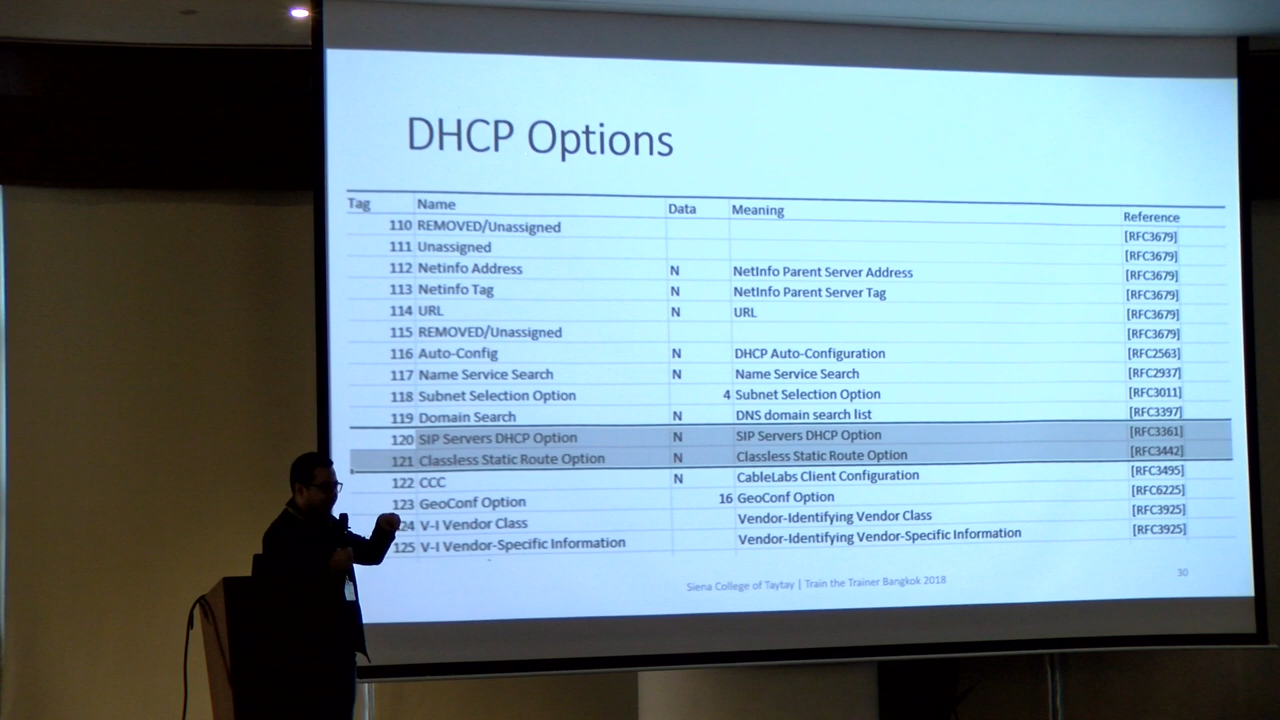 DHCP Options
Tag Name Data Meaning Reference
110 REMOVED/Unassigned [RFC3679]
111 Unassigned [RFC3679]
112 Netinfo Address N NetInfo Parent Server Address [RFC3679]
113 Netinfo Tag N NetInfo Parent Server Tag [RFC3679]
114 URL N URL [RFC3679]
115 REMOVED/Unassigned [RFC3679]
116 Auto-Config N DHCP Auto-Configuration [RFC2563]
117 Name Service Search N Name Service Search [RFC2937]
118 Subnet Selection Option 4 Subnet Selection Option [RFC3011]
119 Domain Search N DNS domain search list [RFC3397]
120 SIP Servers DHCP Option N SIP Servers DHCP Option [RFC3361]
121 Classless Static Route Option N Classless Static Route Option [RFC3442]
122 CCC N CableLabs Client Configuration [RFC3495]
123 GeoConf Option 16 GeoConf Option [RFC6225]
24 V-I Vendor Class Vendor-Identifying Vendor Class [RFC3925]
125 V-I Vendor-Specific Information Vendor-Identifying Vendor-Specific Information [RFC3925]
Siena College of Taytay | Train the Trainer Bangkok 2018
30